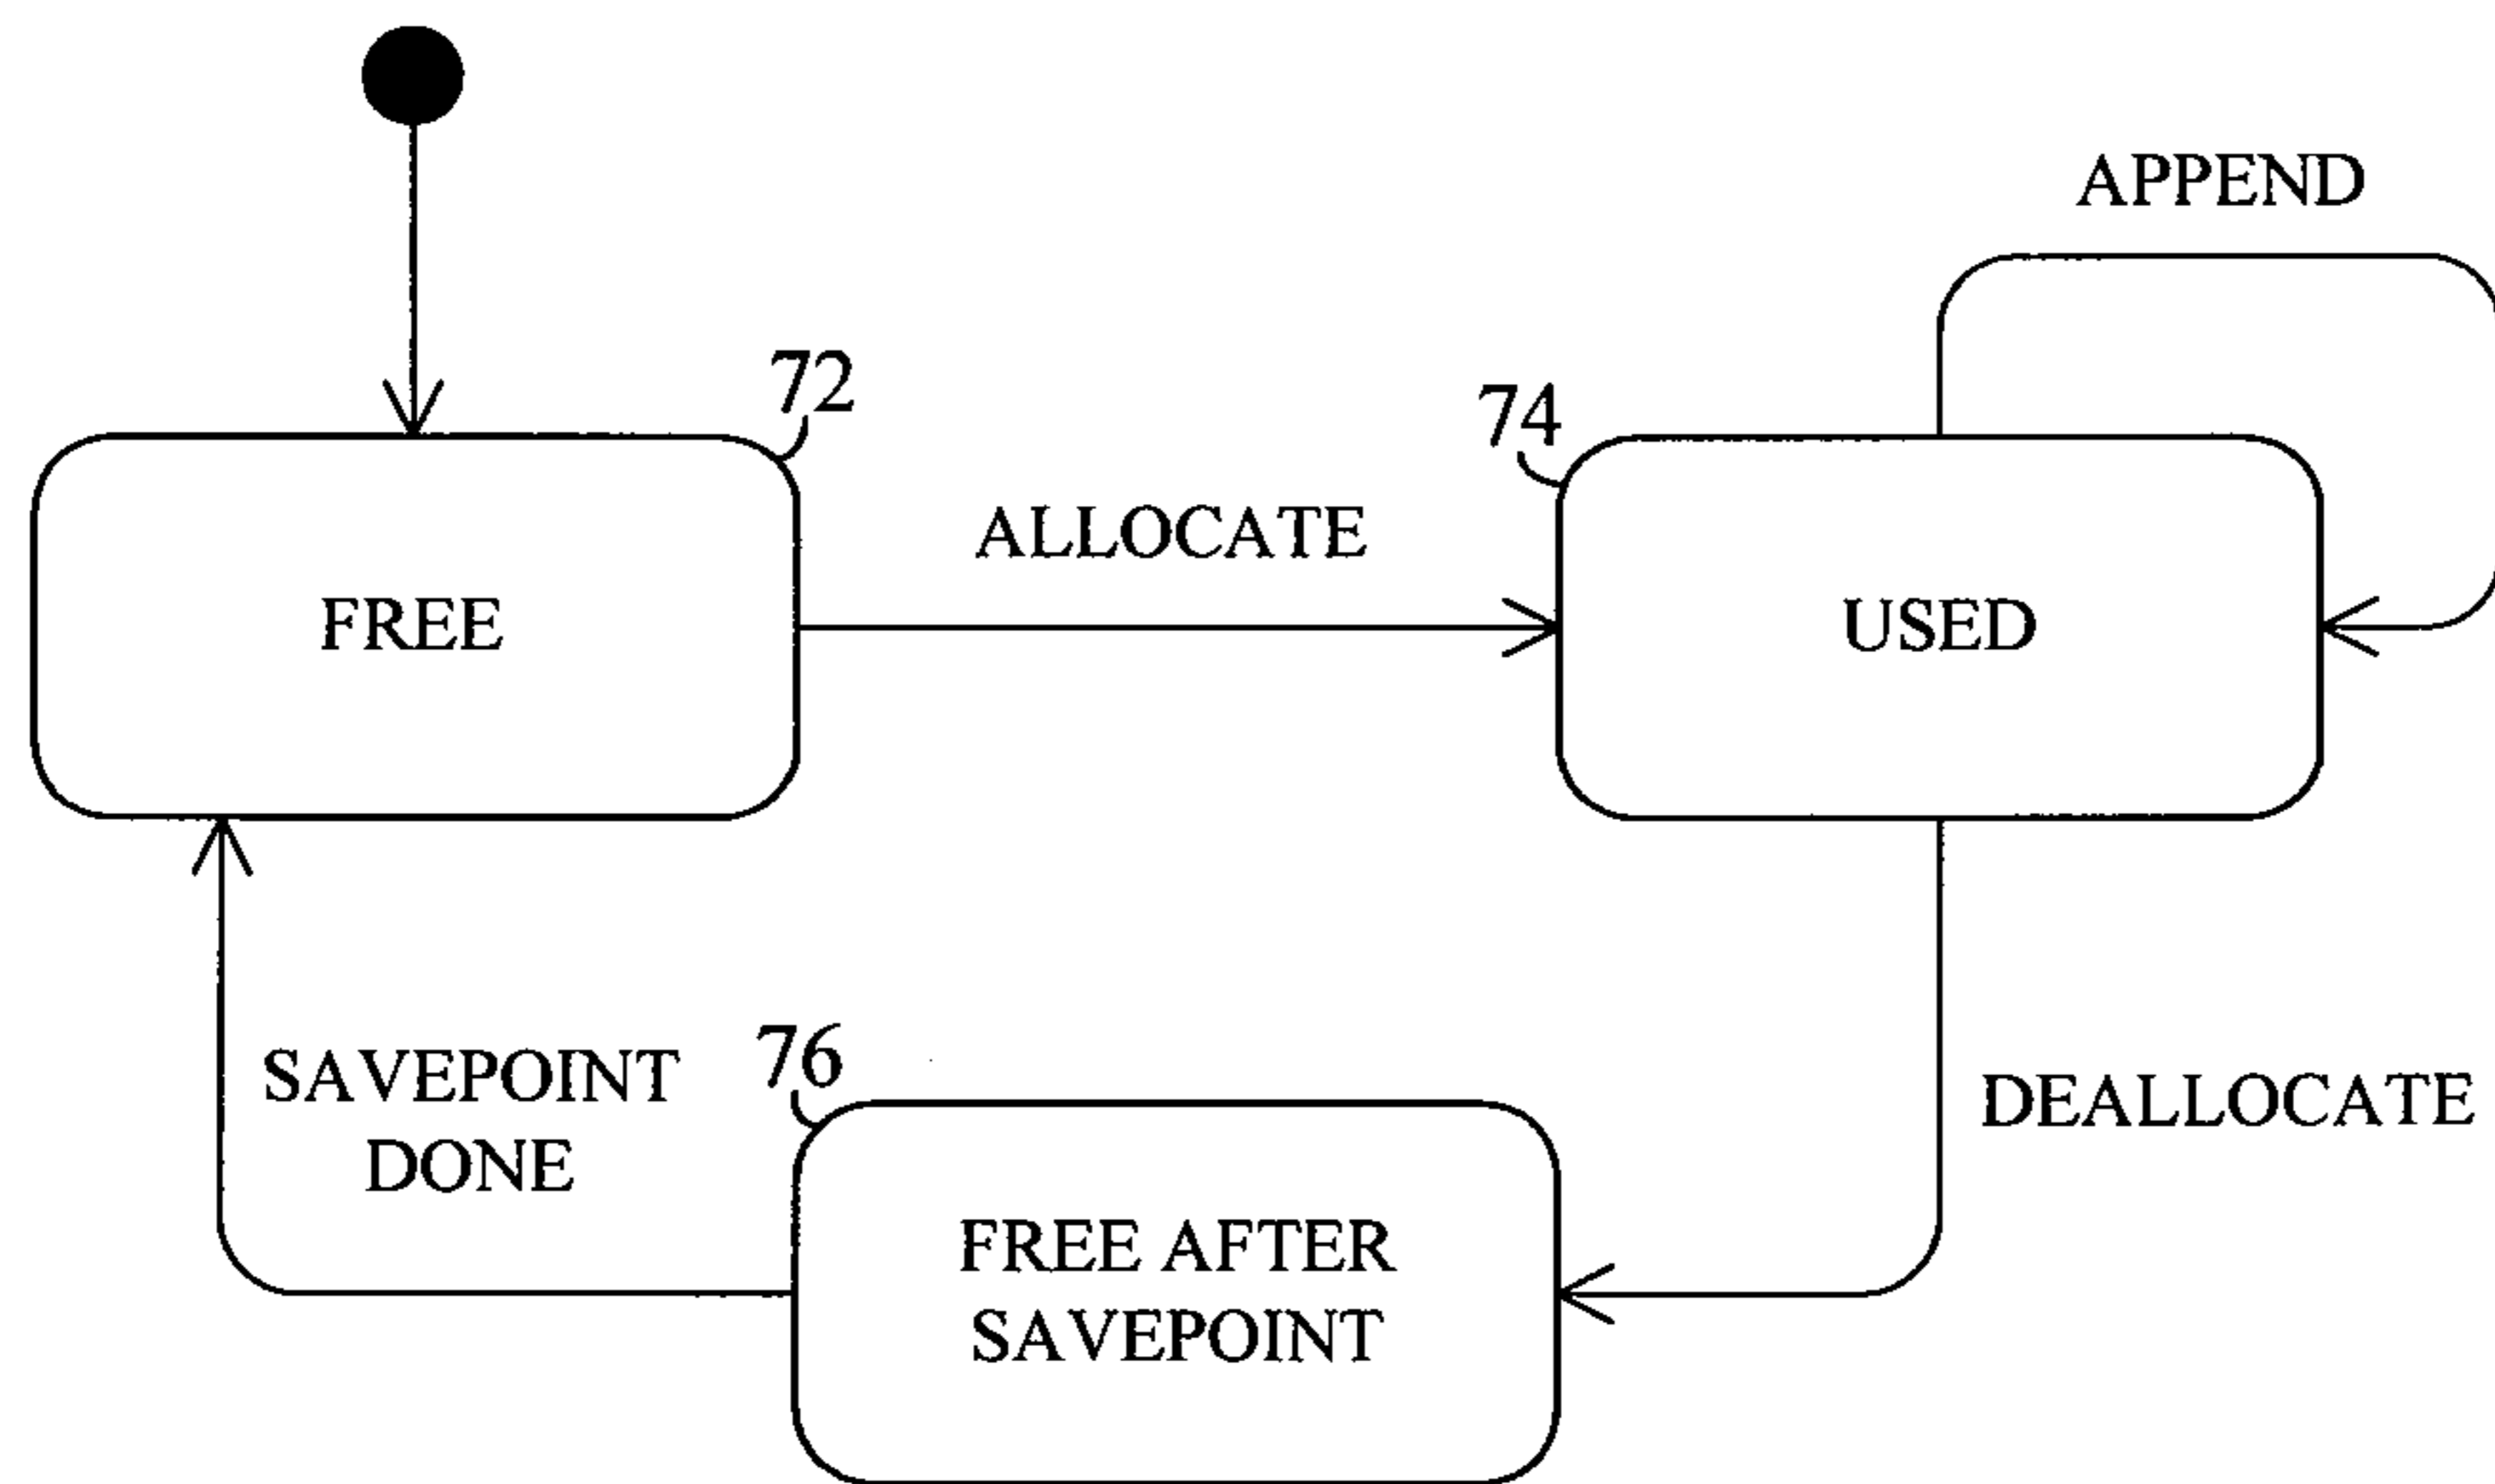 APPEND
72
74
ALLOCATE
FREE
USED
76
SAVEPOINT
DONE
DEALLOCATE
FREE AFTER
SAVEPOINT